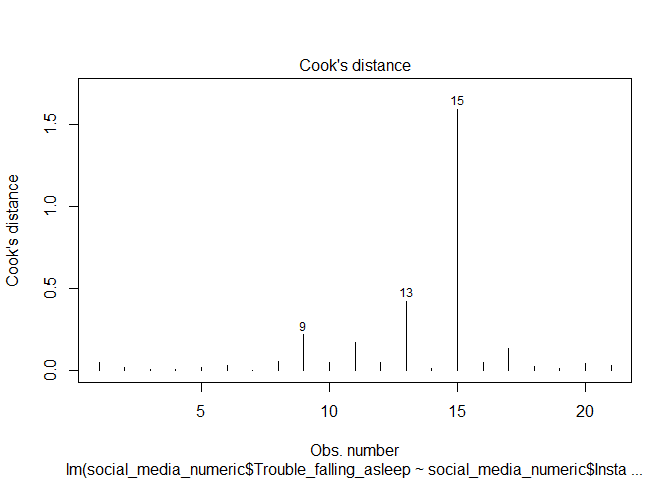 Cook's distance
15
13
9
Cook's distance
0.0
0.5
1.0
1.5
5
10
15
20
Obs. number
lm(social_media_numeric$Trouble_falling_asleep ~ social_media_numeric$Insta ...